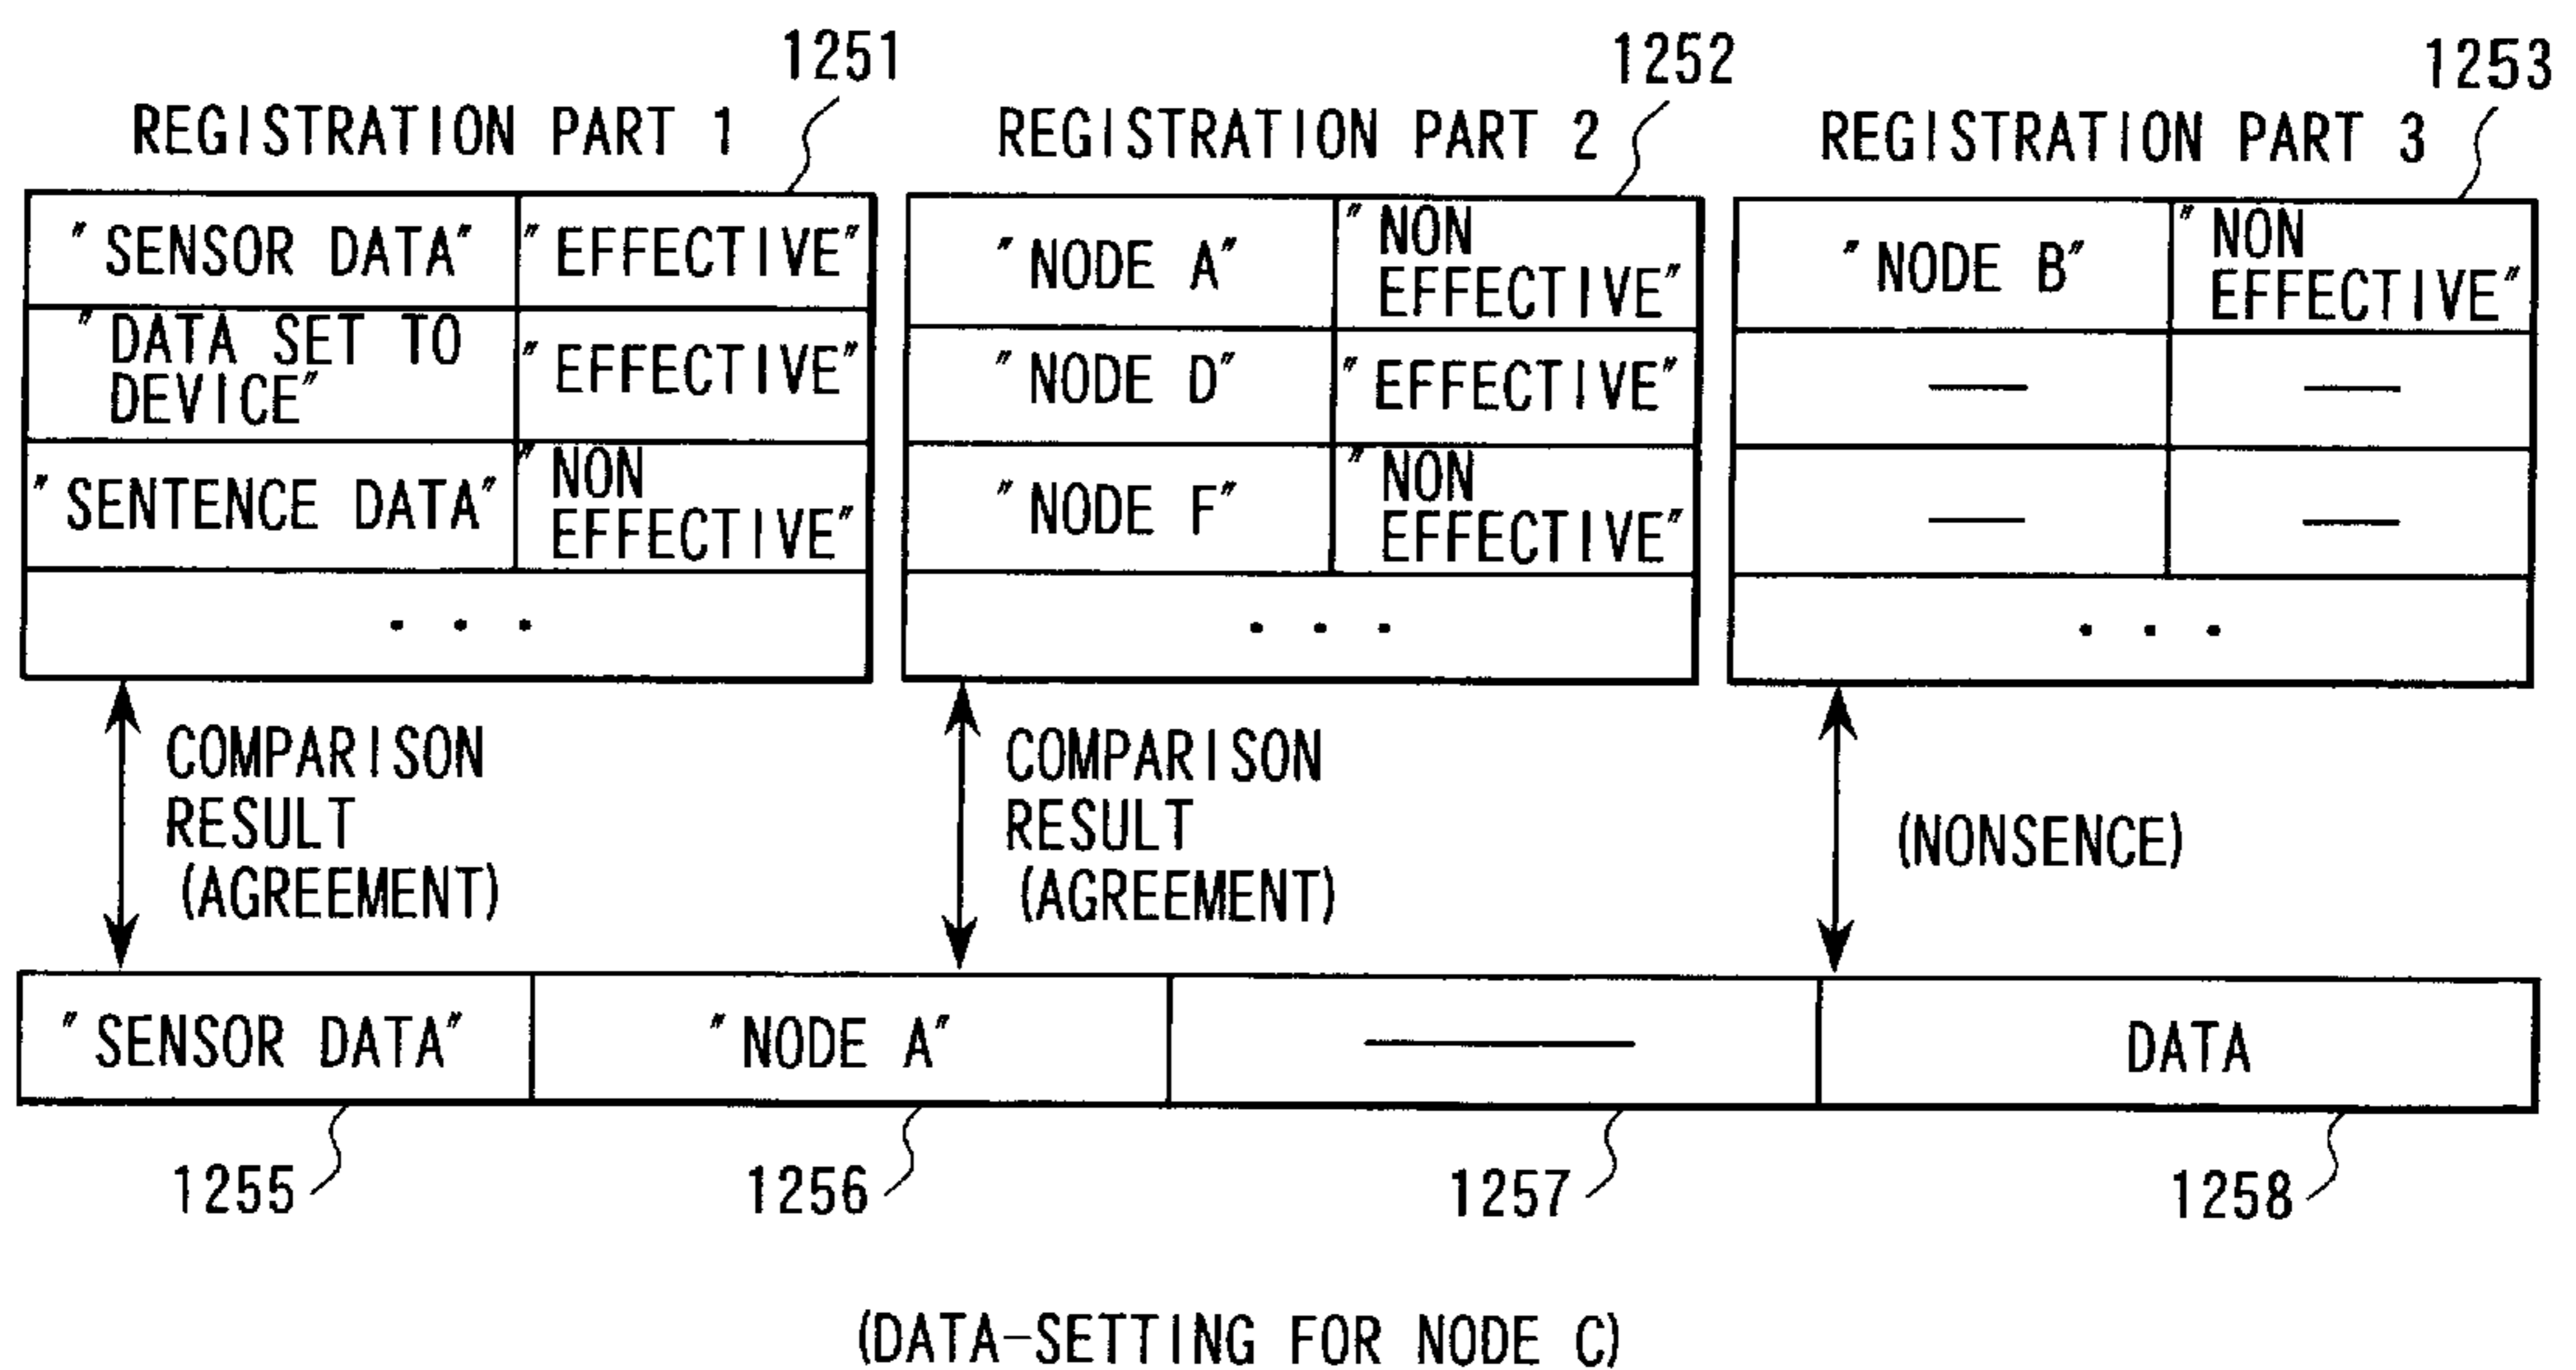 1251
1252
1253
REGISTRATION PART 1
REGISTRATION PART 2
REGISTRATION PART 3
"SENSOR DATA"
"EFFECTIVE"
"DATA SET TO
DEVICE"
"EFFECTIVE"
"SENTENCE DATA"
"NON
EFFECTIVE"
. . .
"NODE A"
"NON
EFFECTIVE"
"NODE D"
"EFFECTIVE"
"NODE F"
"NON
EFFECTIVE"
. . .
"NODE B"
"NON
EFFECTIVE"
—
—
—
—
. . .
COMPARISON
RESULT
(AGREEMENT)
COMPARISON
RESULT
(AGREEMENT)
(NONSENCE)
"SENSOR DATA"
"NODE A"
—
DATA
1255
1256
1257
1258
(DATA-SETTING FOR NODE C)